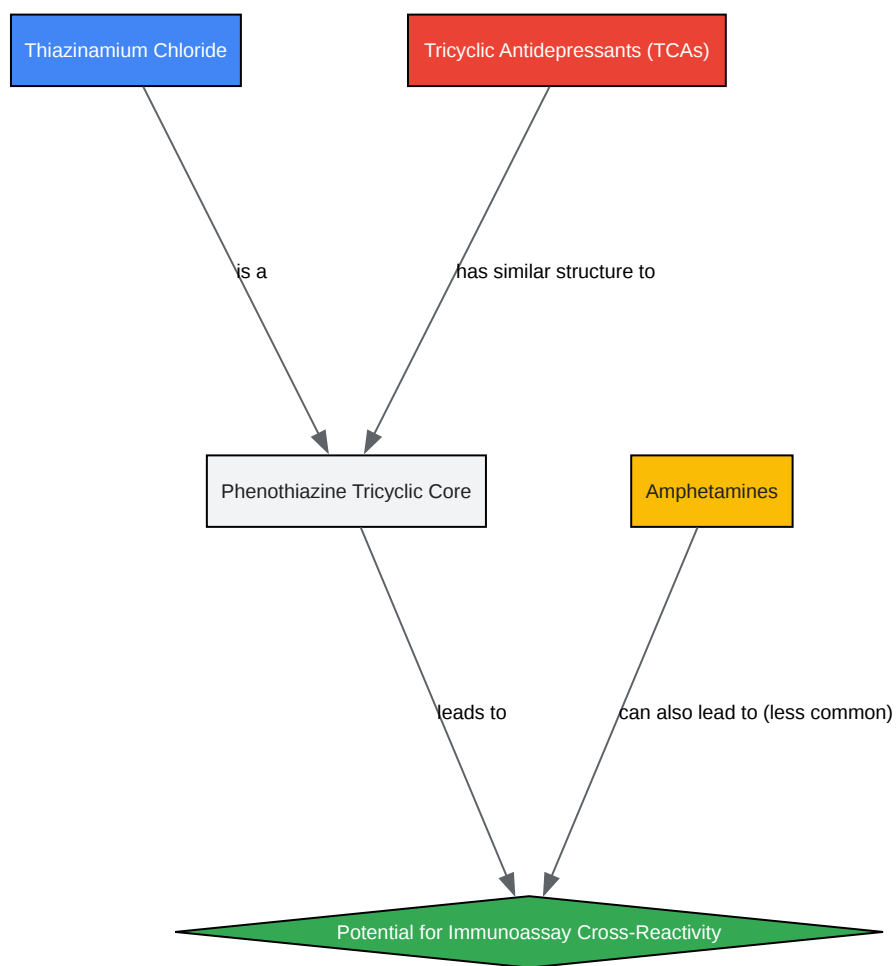 Thiazinamium Chloride
Tricyclic Antidepressants (TCAs)
is a
has similar structure to
Phenothiazine Tricyclic Core
Amphetamines
leads to
can also lead to (less common)
Potential for Immunoassay Cross-Reactivity